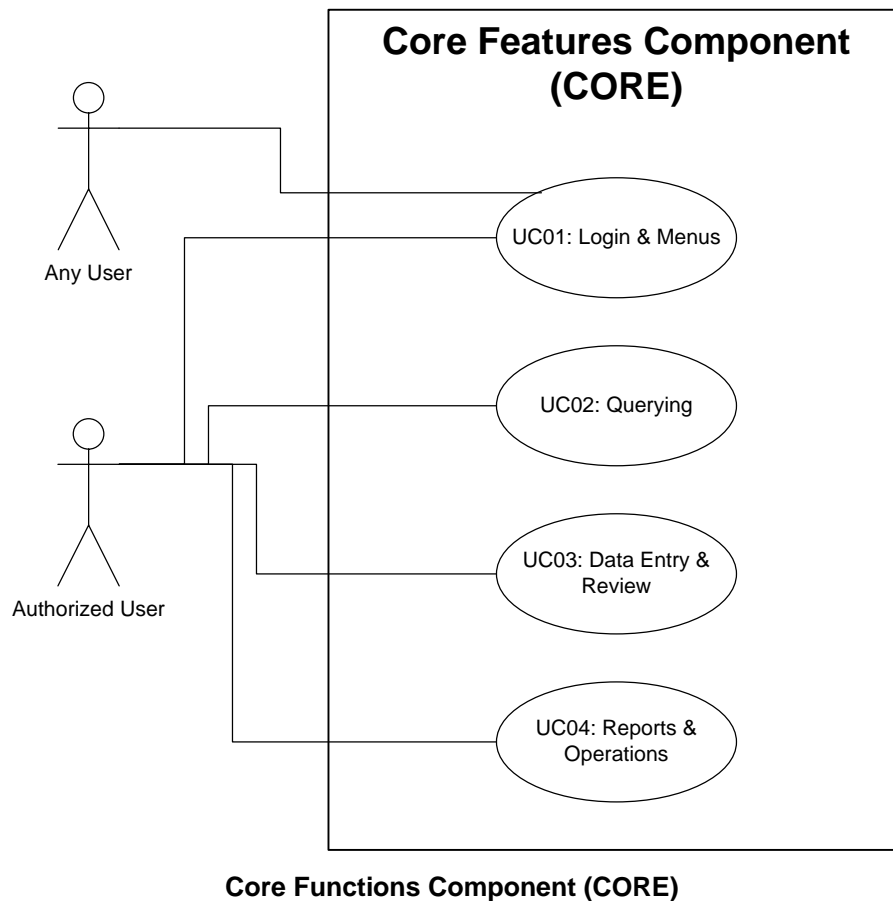 Core Features Component
(CORE)
UC01: Login & Menus
Any User
UC02: Querying
UC03: Data Entry &
Review
Authorized User
UC04: Reports &
Operations
Core Functions Component (CORE)